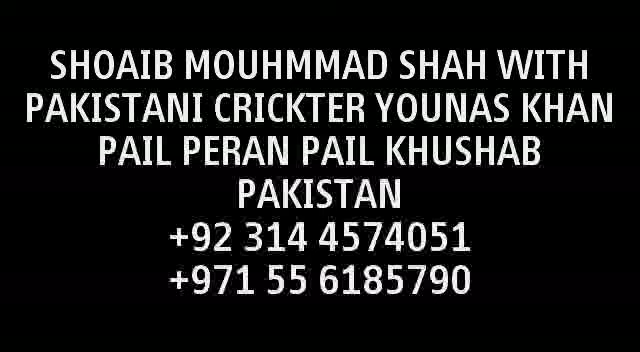 SHOAIB MOUHMMAD SHAH WITH
PAKISTANI CRICKTER YOUNAS KHAN
PAIL PERAN PAIL KHUSHAB
PAKISTAN
+92 314 4574051
+971 55 6185790